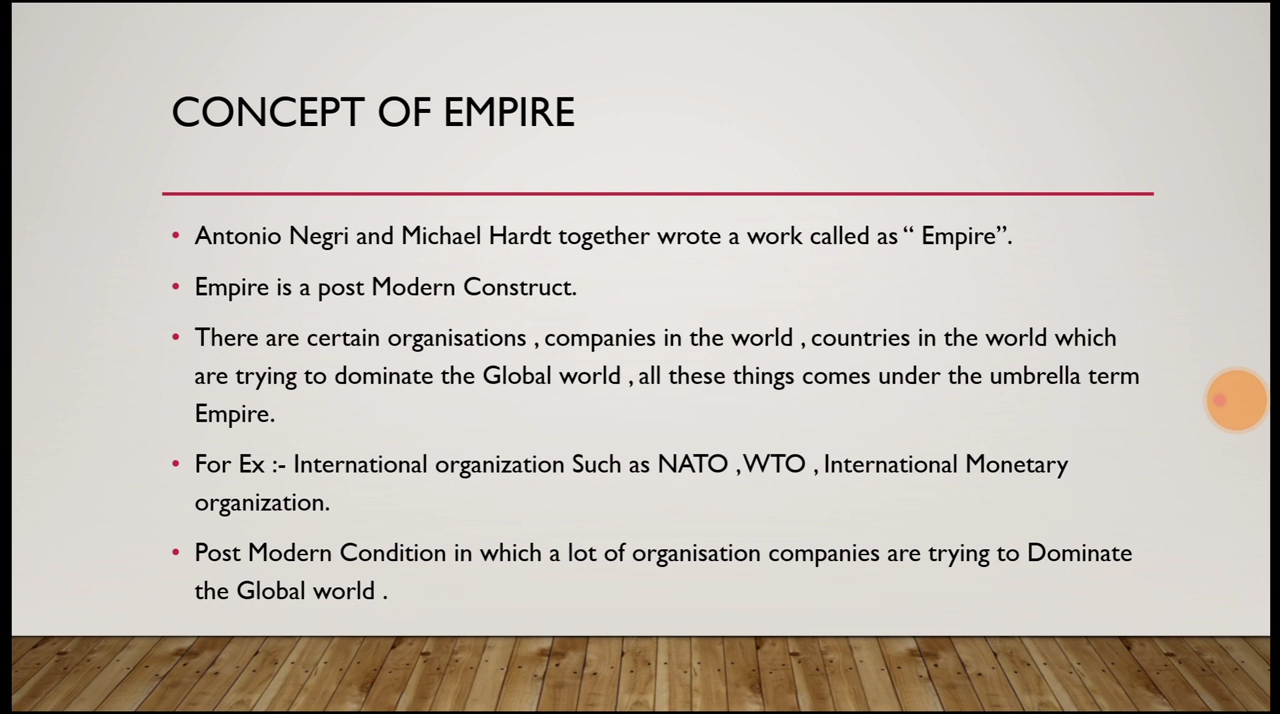 CONCEPT OF EMPIRE
• Antonio Negri and Michael Hardt together wrote a work called as “ Empire”.
• Empire is a post Modern Construct.
• There are certain organisations , companies in the world , countries in the world which
are trying to dominate the Global world , all these things comes under the umbrella term
Empire.
• For Ex :- International organization Such as NATO , WTO , International Monetary
organization.
• Post Modern Condition in which a lot of organisation companies are trying to Dominate
the Global world .